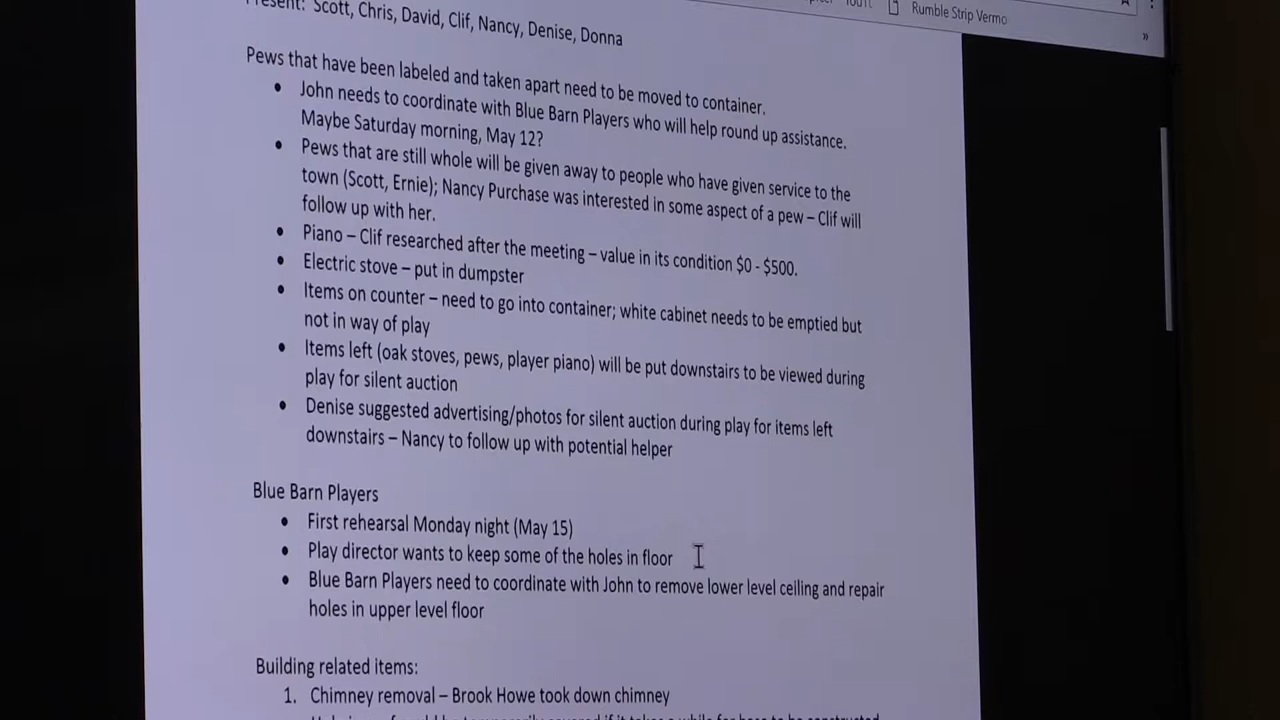 Rumble Strip Vermo
»
Present: Scott, Chris, David, Clif, Nancy, Denise, Donna
Pews that have been labeled and taken apart need to be moved to container.
• John needs to coordinate with Blue Barn Players who will help round up assistance.
Maybe Saturday morning, May 12?
• Pews that are still whole will be given away to people who have given service to the
town (Scott, Ernie); Nancy Purchase was interested in some aspect of a pew – Clif will
follow up with her.
• Piano – Clif researched after the meeting – value in its condition $0 - $500.
• Electric stove – put in dumpster
• Items on counter – need to go into container; white cabinet needs to be emptied but
not in way of play
• Items left (oak stoves, pews, player piano) will be put downstairs to be viewed during
play for silent auction
• Denise suggested advertising/photos for silent auction during play for items left
downstairs – Nancy to follow up with potential helper
Blue Barn Players
• First rehearsal Monday night (May 15)
• Play director wants to keep some of the holes in floor
• Blue Barn Players need to coordinate with John to remove lower level ceiling and repair
holes in upper level floor
Building related items:
1. Chimney removal – Brook Howe took down chimney